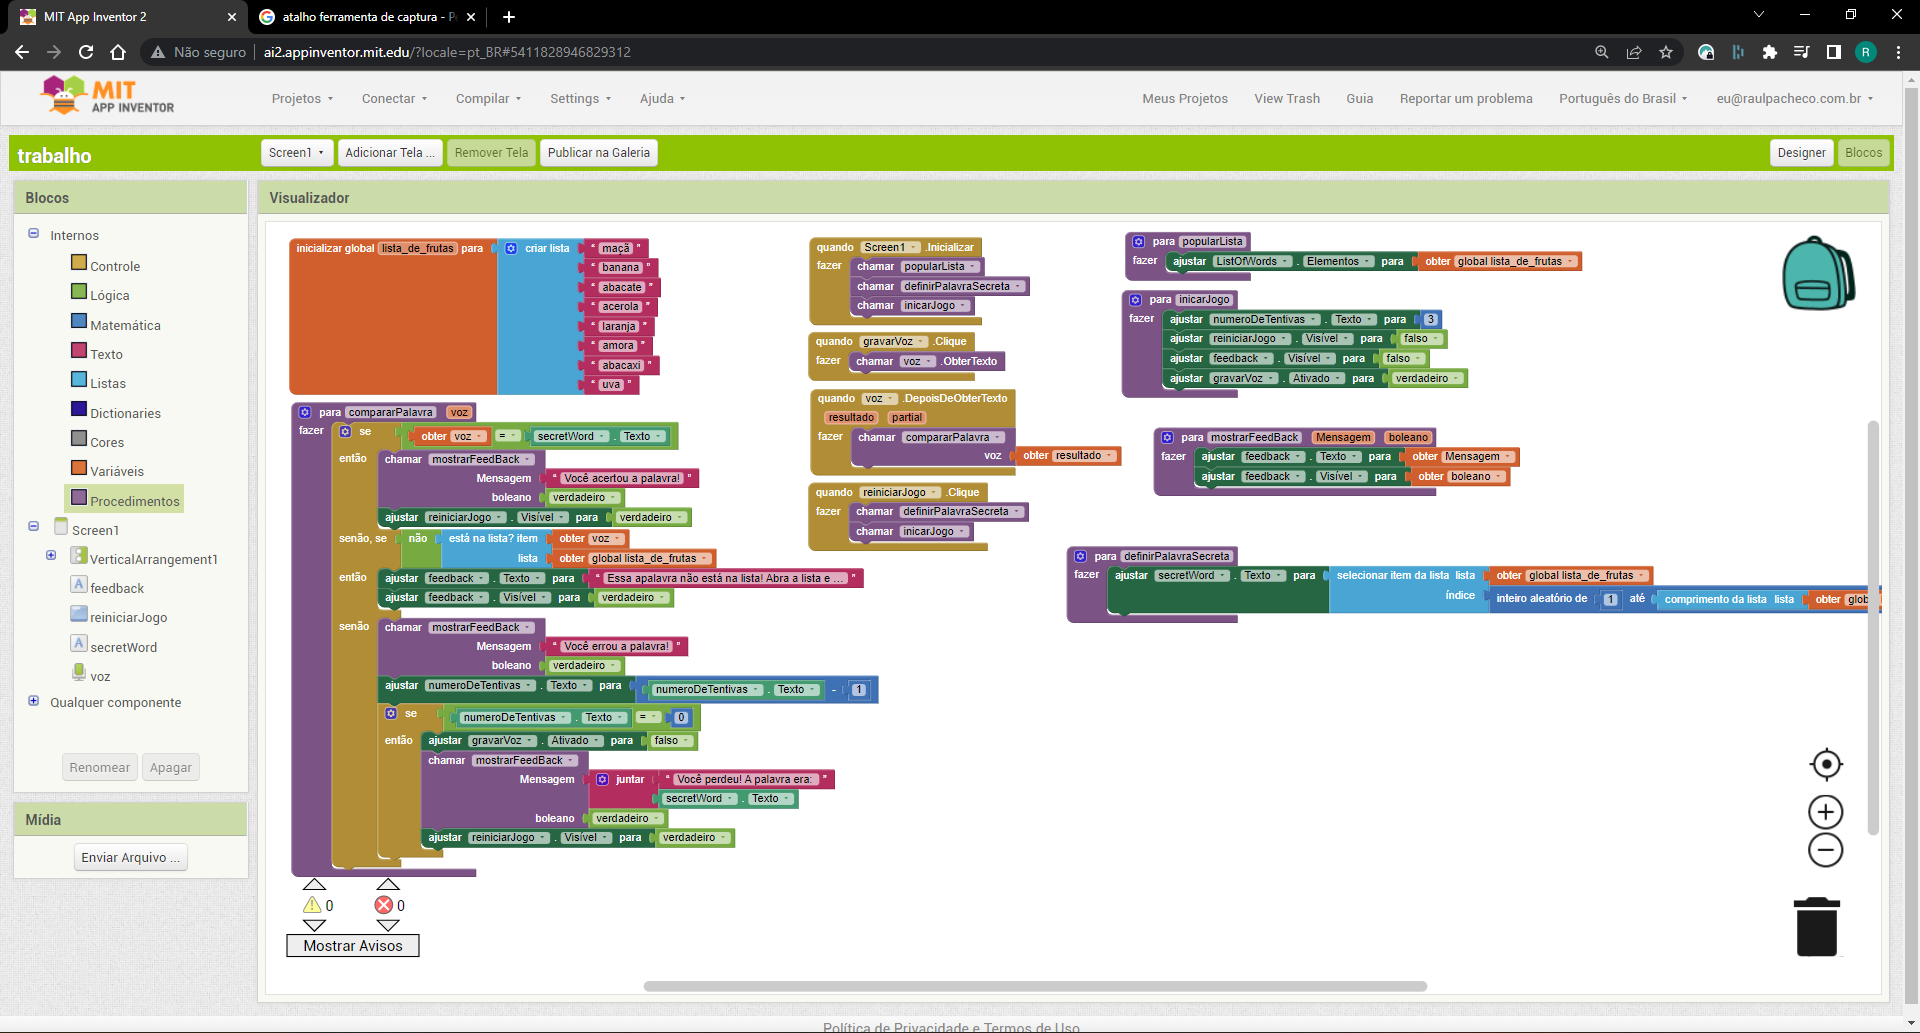 MIT App Inventor 2
atalho ferramenta de captura - P
Não seguro
ai2.appinventor.mit.edu/?locale=pt_BR#5411828946829312
R
MIT
APP INVENTOR
Projetos
Conectar
Compilar
Settings
Ajuda
Meus Projetos
View Trash
Guia
Reportar um problema
Português do Brasil
eu@raulpacheco.com.br
trabalho
Screen1
Adicionar Tela ...
Remover Tela
Publicar na Galeria
Designer
Blocos
Blocos
Internos
Controle
Lógica
Matemática
Texto
Listas
Dictionaries
Cores
Variáveis
Procedimentos
Screen1
VerticalArrangement1
A feedback
reiniciarJogo
A secretWord
voz
Qualquer componente
Renomear
Apagar
Mídia
Enviar Arquivo ...
Visualizador
inicializar global lista_de_frutas para criar lista " maçã "
" banana "
" abacate "
" acerola "
" laranja "
" amora "
" abacaxi "
" uva "
para compararPalavra voz
fazer se obter voz = secretWord . Texto
então chamar mostrarFeedBack
Mensagem " Você acertou a palavra! "
boleano verdadeiro
ajustar reiniciarJogo . Visível para verdadeiro
senão, se não está na lista? item obter voz
lista obter global lista_de_frutas
então ajustar feedback . Texto para " Essa apalavra não está na lista! Abra a lista e ... "
ajustar feedback . Visível para verdadeiro
senão chamar mostrarFeedBack
Mensagem " Você errou a palavra! "
boleano verdadeiro
ajustar numeroDeTentivas . Texto para numeroDeTentivas . Texto - 1
se numeroDeTentivas . Texto = 0
então ajustar gravarVoz . Ativado para falso
chamar mostrarFeedBack
Mensagem juntar " Você perdeu! A palavra era: "
secretWord . Texto
boleano verdadeiro
ajustar reiniciarJogo . Visível para verdadeiro
quando Screen1 .Inicializar
fazer chamar popularLista
chamar definirPalavraSecreta
chamar inicarJogo
quando gravarVoz .Clique
fazer chamar voz .ObterTexto
quando voz .DepoisDeObterTexto
resultado partial
fazer chamar compararPalavra
voz obter resultado
quando reiniciarJogo .Clique
fazer chamar definirPalavraSecreta
chamar inicarJogo
para popularLista
fazer ajustar ListOfWords . Elementos para obter global lista_de_frutas
para inicarJogo
fazer ajustar numeroDeTentivas . Texto para 3
ajustar reiniciarJogo . Visível para falso
ajustar feedback . Visível para falso
ajustar gravarVoz . Ativado para verdadeiro
para mostrarFeedBack Mensagem boleano
fazer ajustar feedback . Texto para obter Mensagem
ajustar feedback . Visível para obter boleano
para definirPalavraSecreta
fazer ajustar secretWord . Texto para selecionar item da lista lista obter global lista_de_frutas
índice inteiro aleatório de 1 até comprimento da lista lista obter glob
0
0
Mostrar Avisos
Política de Privacidade e Termos de Uso